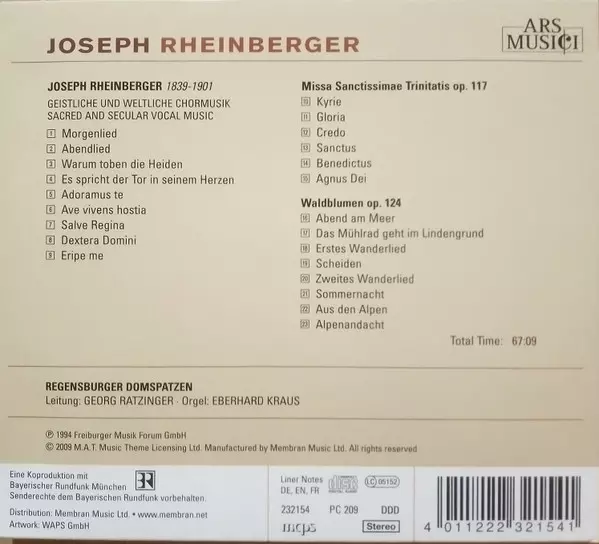 JOSEPH RHEINBERGER
ARS
MUSICI
JOSEPH RHEINBERGER 1839-1901
GEISTLICHE UND WELTLICHE CHORMUSIK
SACRED AND SECULAR VOCAL MUSIC
1 Morgenlied
2 Abendlied
3 Warum toben die Heiden
4 Es spricht der Tor in seinem Herzen
5 Adoramus te
6 Ave vivens hostia
7 Salve Regina
8 Dextera Domini
9 Eripe me
Missa Sanctissimae Trinitatis op. 117
10 Kyrie
11 Gloria
12 Credo
13 Sanctus
14 Benedictus
15 Agnus Dei
Waldblumen op. 124
16 Abend am Meer
17 Das Mühlrad geht im Lindengrund
18 Erstes Wanderlied
19 Scheiden
20 Zweites Wanderlied
21 Sommernacht
22 Aus den Alpen
23 Alpenandacht
Total Time: 67:09
REGENSBURGER DOMSPATZEN
Leitung: GEORG RATZINGER · Orgel: EBERHARD KRAUS
℗ 1994 Freiburger Musik Forum GmbH
© 2009 M.A.T. Music Theme Licensing Ltd. Manufactured by Membran Music Ltd. All rights reserved
Eine Koproduktion mit
Bayerischer Rundfunk München
Senderechte dem Bayerischen Rundfunk vorbehalten.
Distribution: Membran Music Ltd. • www.membran.net
Artwork: WAPS GmbH
BR
Liner Notes
DE, EN, FR
COMPACT
disc
DIGITAL AUDIO
LC 05152
232154 PC 209 DDD
mcps
Stereo
4 011222 321541